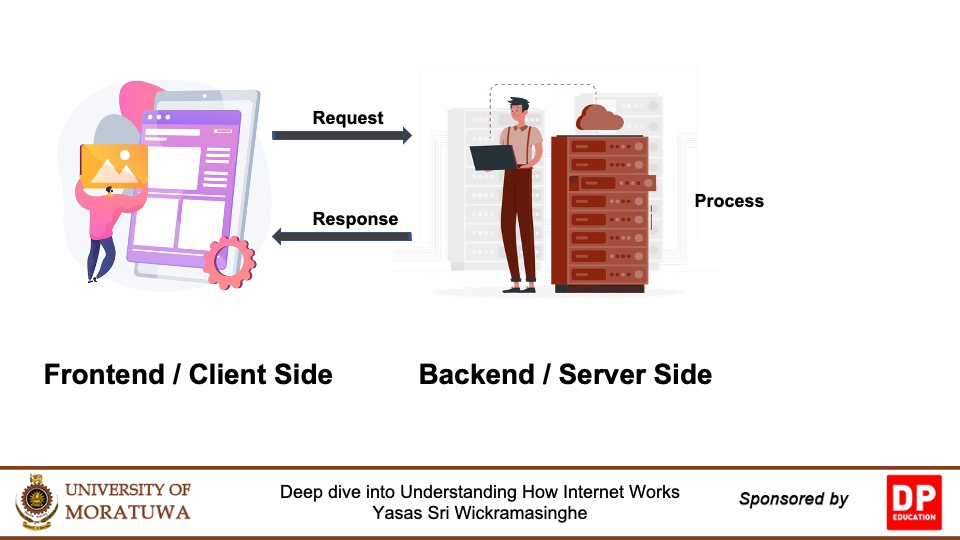 Request
Response
Process
Frontend / Client Side
Backend / Server Side
UNIVERSITY OF
MORATUWA
Deep dive into Understanding How Internet Works
Yasas Sri Wickramasinghe
Sponsored by
DP
EDUCATION